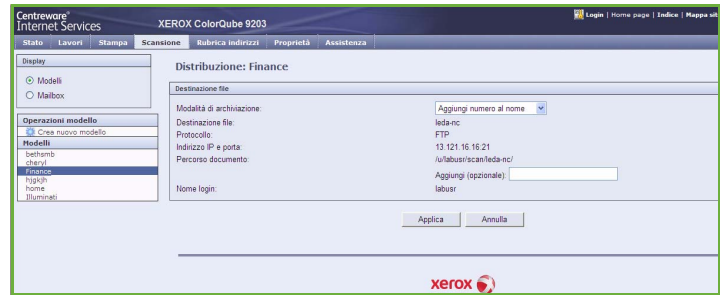 Centreware®
Internet Services
XEROX ColorQube 9203
Login | Home page | Indice | Mappa sit
Stato Lavori Stampa Scansione Rubrica indirizzi Proprietà Assistenza
Display
Modelli
Mailbox
Operazioni modello
Crea nuovo modello
Modelli
bethsmb
cheryl
Finance
hjgkjh
home
Illuminati
Distribuzione: Finance
Destinazione file
Modalità di archiviazione: Aggiungi numero al nome
Destinazione file: leda-nc
Protocollo: FTP
Indirizzo IP e porta: 13.121.16.16:21
Percorso documento: /u/labusr/scan/leda-nc/
Aggiungi (opzionale):
Nome login: labusr
Applica Annulla
xerox